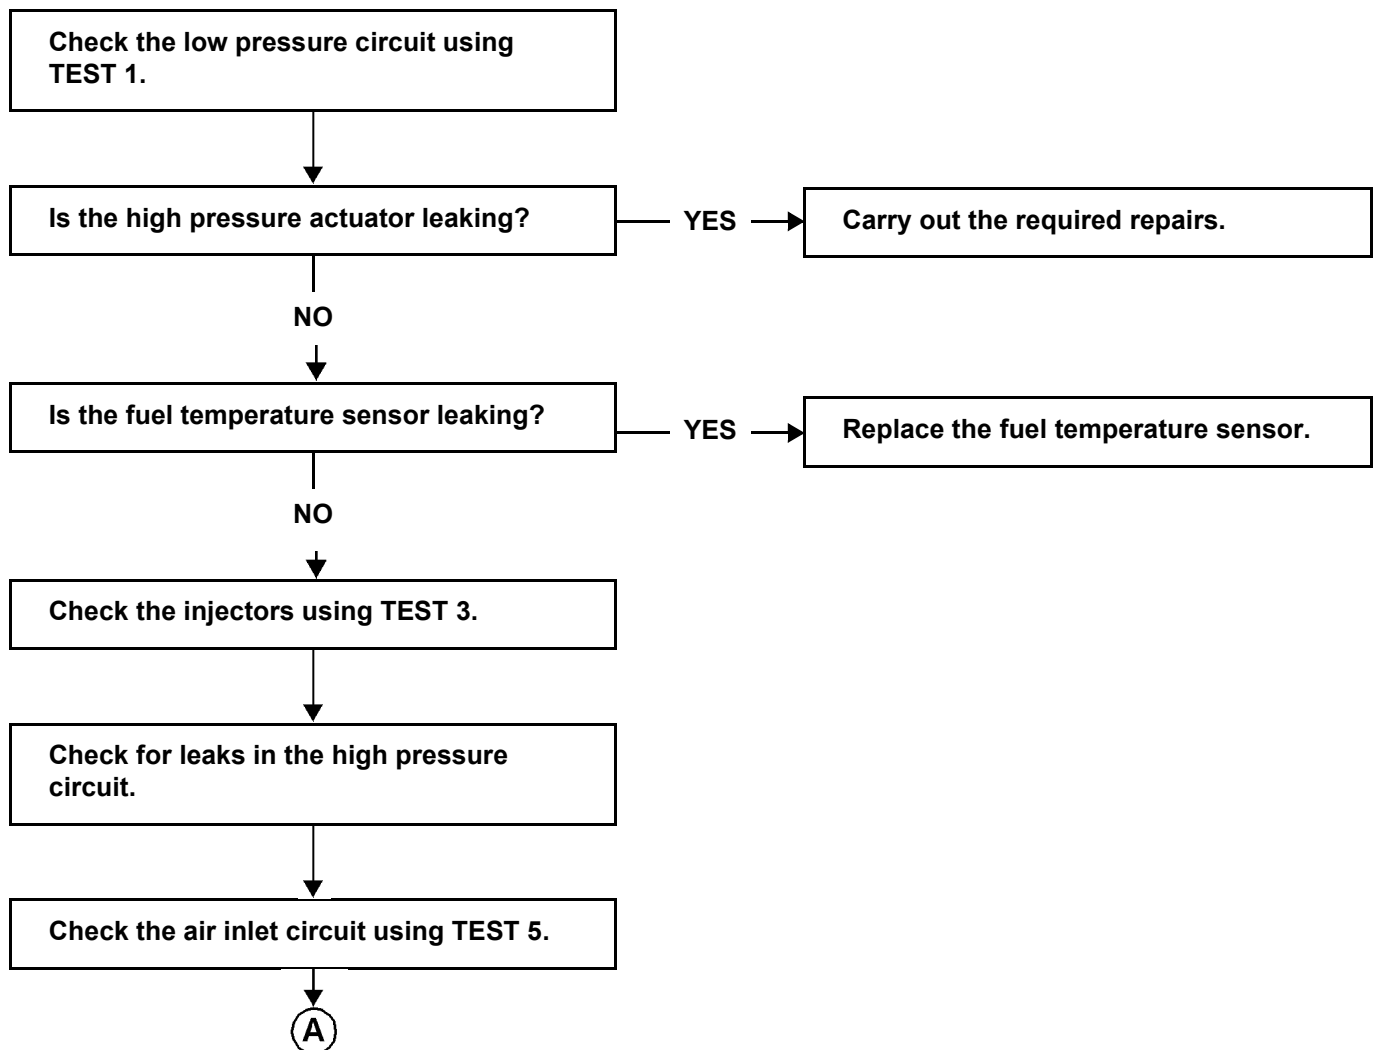 Check the low pressure circuit using
TEST 1.
Is the high pressure actuator leaking?
YES
Carry out the required repairs.
NO
Is the fuel temperature sensor leaking?
YES
Replace the fuel temperature sensor.
NO
Check the injectors using TEST 3.
Check for leaks in the high pressure
circuit.
Check the air inlet circuit using TEST 5.
A